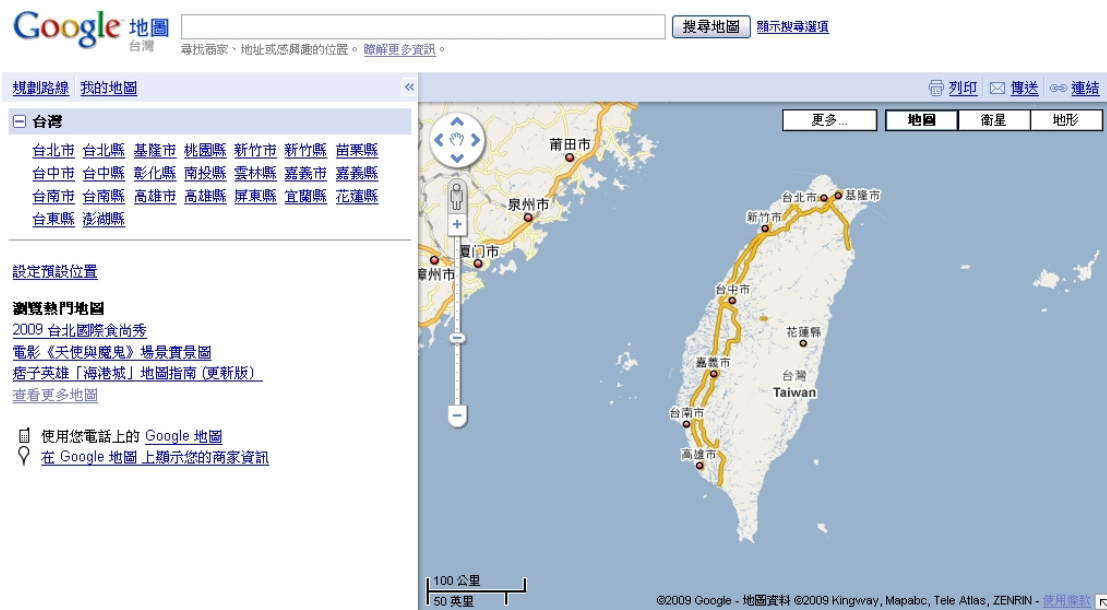 Google 地圖
台灣
搜尋地圖 顯示搜尋選項
尋找商家、地址或感興趣的位置。 瞭解更多資訊。
規劃路線 我的地圖 «
列印 傳送 連結
台灣
台北市 台北縣 基隆市 桃園縣 新竹市 新竹縣 苗栗縣
台中市 台中縣 彰化縣 南投縣 雲林縣 嘉義市 嘉義縣
台南市 台南縣 高雄市 高雄縣 屏東縣 宜蘭縣 花蓮縣
台東縣 澎湖縣
設定預設位置
瀏覽熱門地圖
2009 台北國際食尚秀
電影《天使與魔鬼》場景實景圖
痞子英雄「海港城」地圖指南 (更新版)
查看更多地圖
使用您電話上的 Google 地圖
在 Google 地圖 上顯示您的商家資訊
更多... 地圖 衛星 地形
莆田市
泉州市
厦门市
漳州市
台北市
基隆市
新竹市
台中市
花蓮縣
嘉義市
台灣
Taiwan
台南市
高雄市
100 公里
50 英里
©2009 Google - 地圖資料 ©2009 Kingway, Mapabc, Tele Atlas, ZENRIN - 使用條款